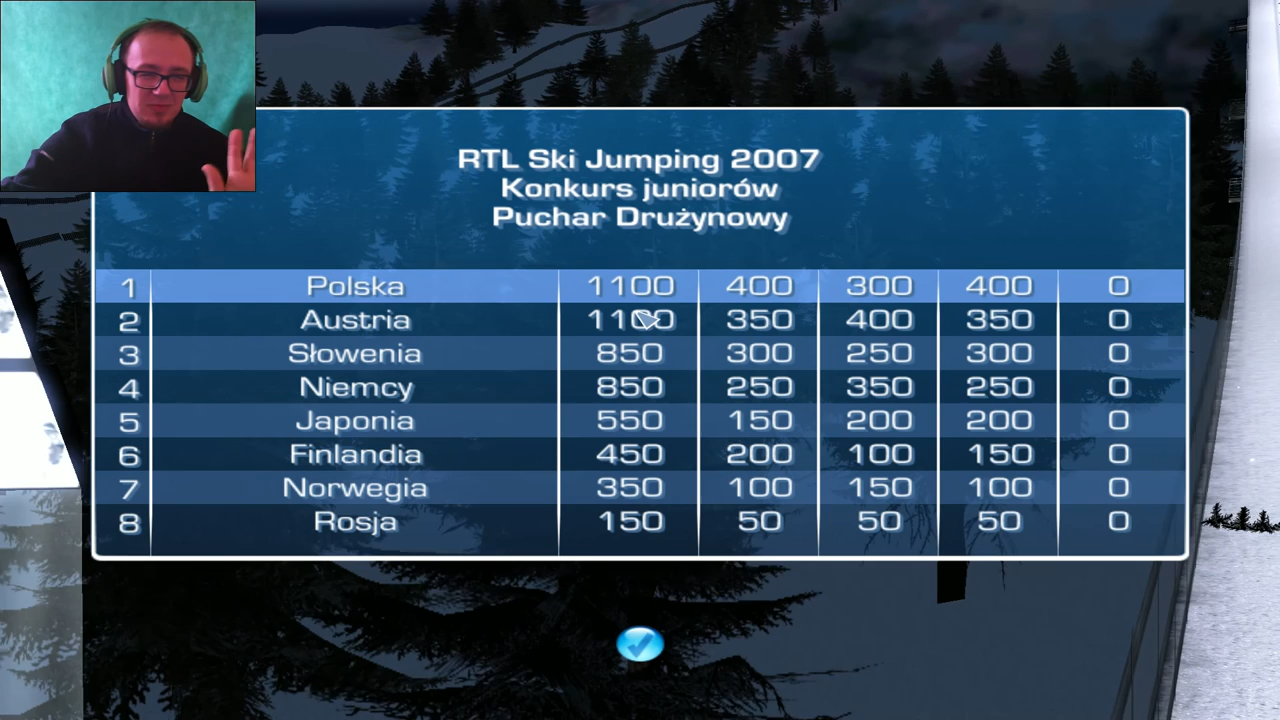 RTL Ski Jumping 2007
Konkurs juniorów
Puchar Drużynowy
1 Polska 1100 400 300 400 0
2 Austria 1100 350 400 350 0
3 Słowenia 850 300 250 300 0
4 Niemcy 850 250 350 250 0
5 Japonia 550 150 200 200 0
6 Finlandia 450 200 100 150 0
7 Norwegia 350 100 150 100 0
8 Rosja 150 50 50 50 0